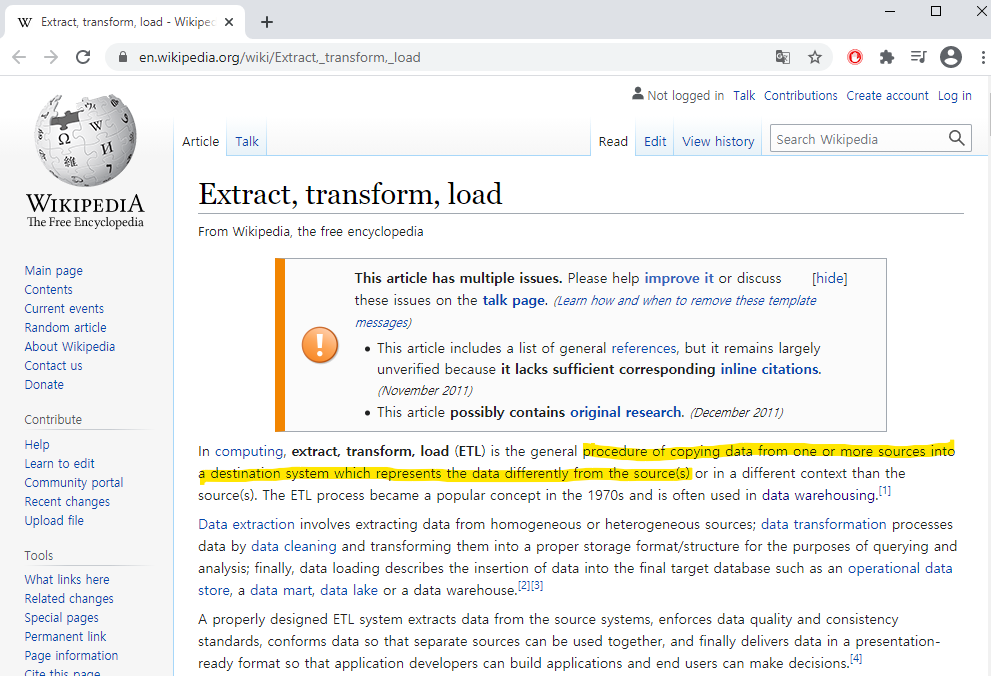 Extract, transform, load - Wikipe
en.wikipedia.org/wiki/Extract,_transform,_load
Not logged in Talk Contributions Create account Log in
Article Talk Read Edit View history Search Wikipedia
WIKIPEDIA
The Free Encyclopedia
Main page
Contents
Current events
Random article
About Wikipedia
Contact us
Donate
Contribute
Help
Learn to edit
Community portal
Recent changes
Upload file
Tools
What links here
Related changes
Special pages
Permanent link
Page information
Cite this page
Extract, transform, load
From Wikipedia, the free encyclopedia
This article has multiple issues. Please help improve it or discuss [hide]
these issues on the talk page. (Learn how and when to remove these template
messages)
• This article includes a list of general references, but it remains largely
unverified because it lacks sufficient corresponding inline citations.
(November 2011)
• This article possibly contains original research. (December 2011)
In computing, extract, transform, load (ETL) is the general procedure of copying data from one or more sources into
a destination system which represents the data differently from the source(s) or in a different context than the
source(s). The ETL process became a popular concept in the 1970s and is often used in data warehousing.[1]
Data extraction involves extracting data from homogeneous or heterogeneous sources; data transformation processes
data by data cleaning and transforming them into a proper storage format/structure for the purposes of querying and
analysis; finally, data loading describes the insertion of data into the final target database such as an operational data
store, a data mart, data lake or a data warehouse.[2][3]
A properly designed ETL system extracts data from the source systems, enforces data quality and consistency
standards, conforms data so that separate sources can be used together, and finally delivers data in a presentation-
ready format so that application developers can build applications and end users can make decisions.[4]